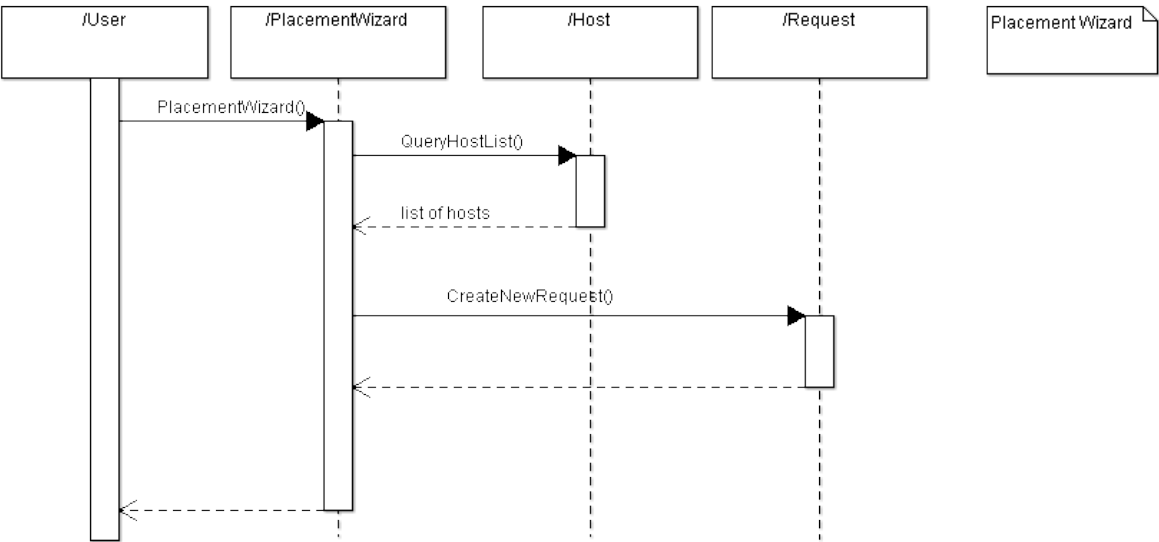 /User
/PlacementWizard
/Host
/Request
Placement Wizard
PlacementWizard()
QueryHostList()
list of hosts
CreateNewRequest()